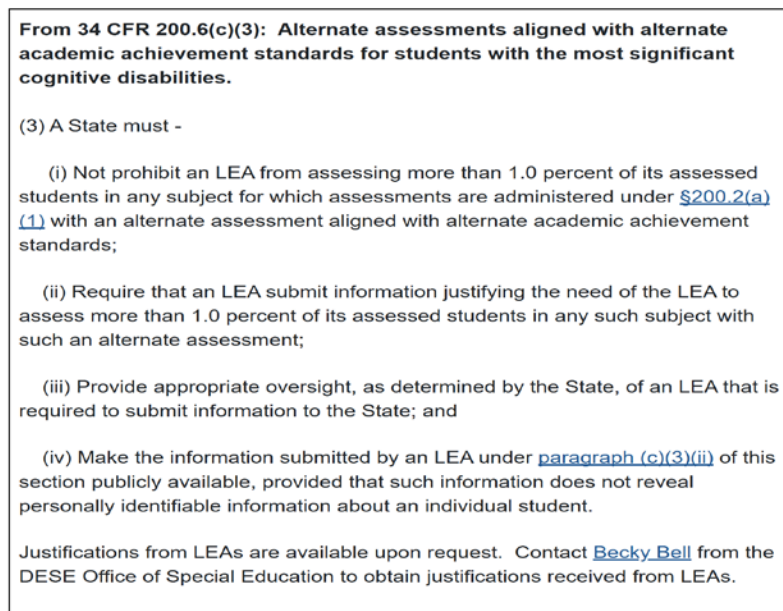 From 34 CFR 200.6(c)(3):  Alternate assessments aligned with alternate
academic achievement standards for students with the most significant
cognitive disabilities.
(3) A State must -
(i) Not prohibit an LEA from assessing more than 1.0 percent of its assessed
students in any subject for which assessments are administered under §200.2(a)
(1) with an alternate assessment aligned with alternate academic achievement
standards;
(ii) Require that an LEA submit information justifying the need of the LEA to
assess more than 1.0 percent of its assessed students in any such subject with
such an alternate assessment;
(iii) Provide appropriate oversight, as determined by the State, of an LEA that is
required to submit information to the State; and
(iv) Make the information submitted by an LEA under paragraph (c)(3)(ii) of this
section publicly available, provided that such information does not reveal
personally identifiable information about an individual student.
Justifications from LEAs are available upon request.  Contact Becky Bell from the
DESE Office of Special Education to obtain justifications received from LEAs.